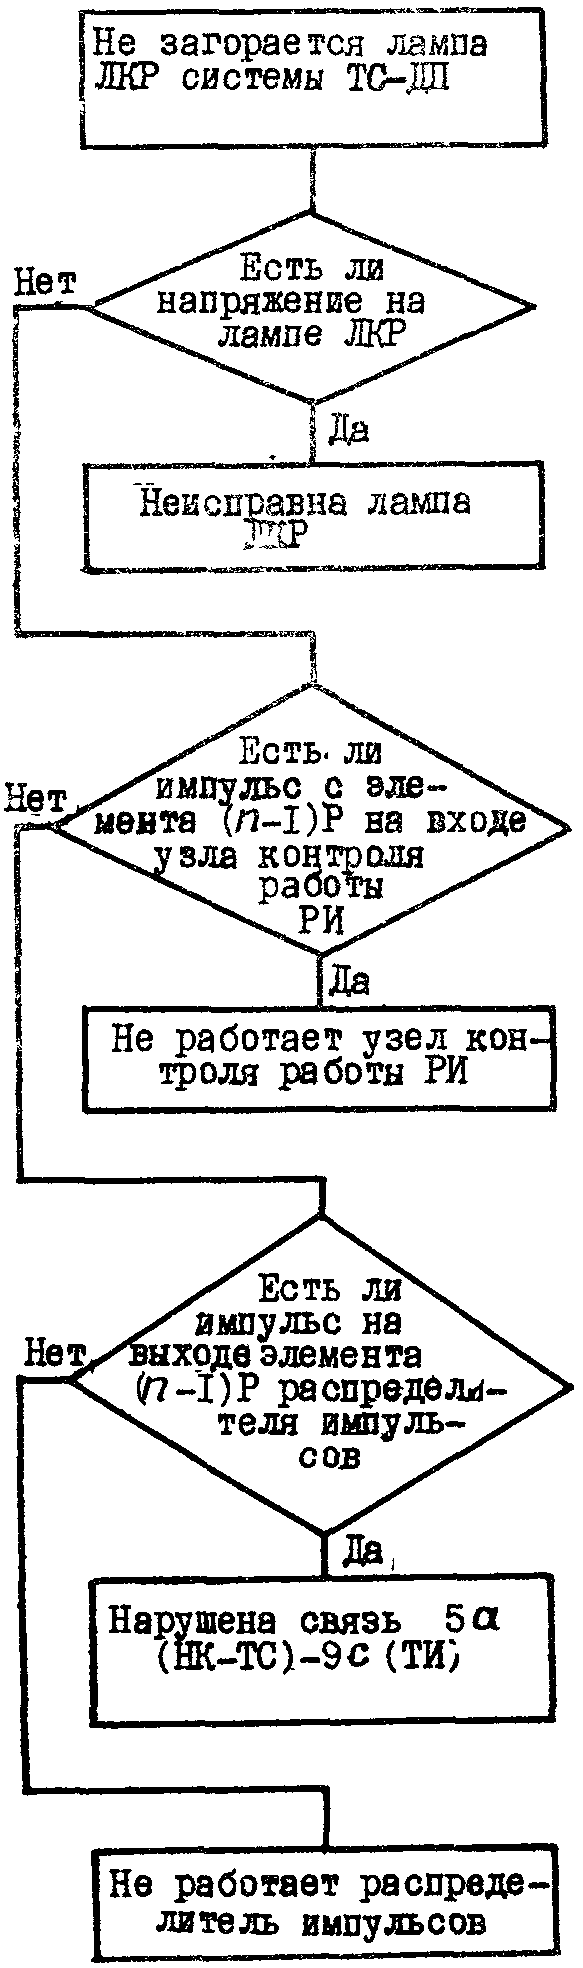 Не загорается лампа
ЛКР системы ТС-ДП
Есть ли
Нет
напряжение на
лампе ЛКР
Да
Неисправна лампа
ЛКР
Есть ли
импульс с эле-
Нет
мента (n-I)Р на входе
узла контроля
работы
РИ
Да
Не работает узел кон-
троля работы РИ
Есть ли
импульс на
Нет
выходе элемента
(n-I)Р распредели-
теля импуль-
сов
Да
Нарушена связь 5а
(НК-ТС)-9с (ТИ)
Не работает распреде-
литель импульсов